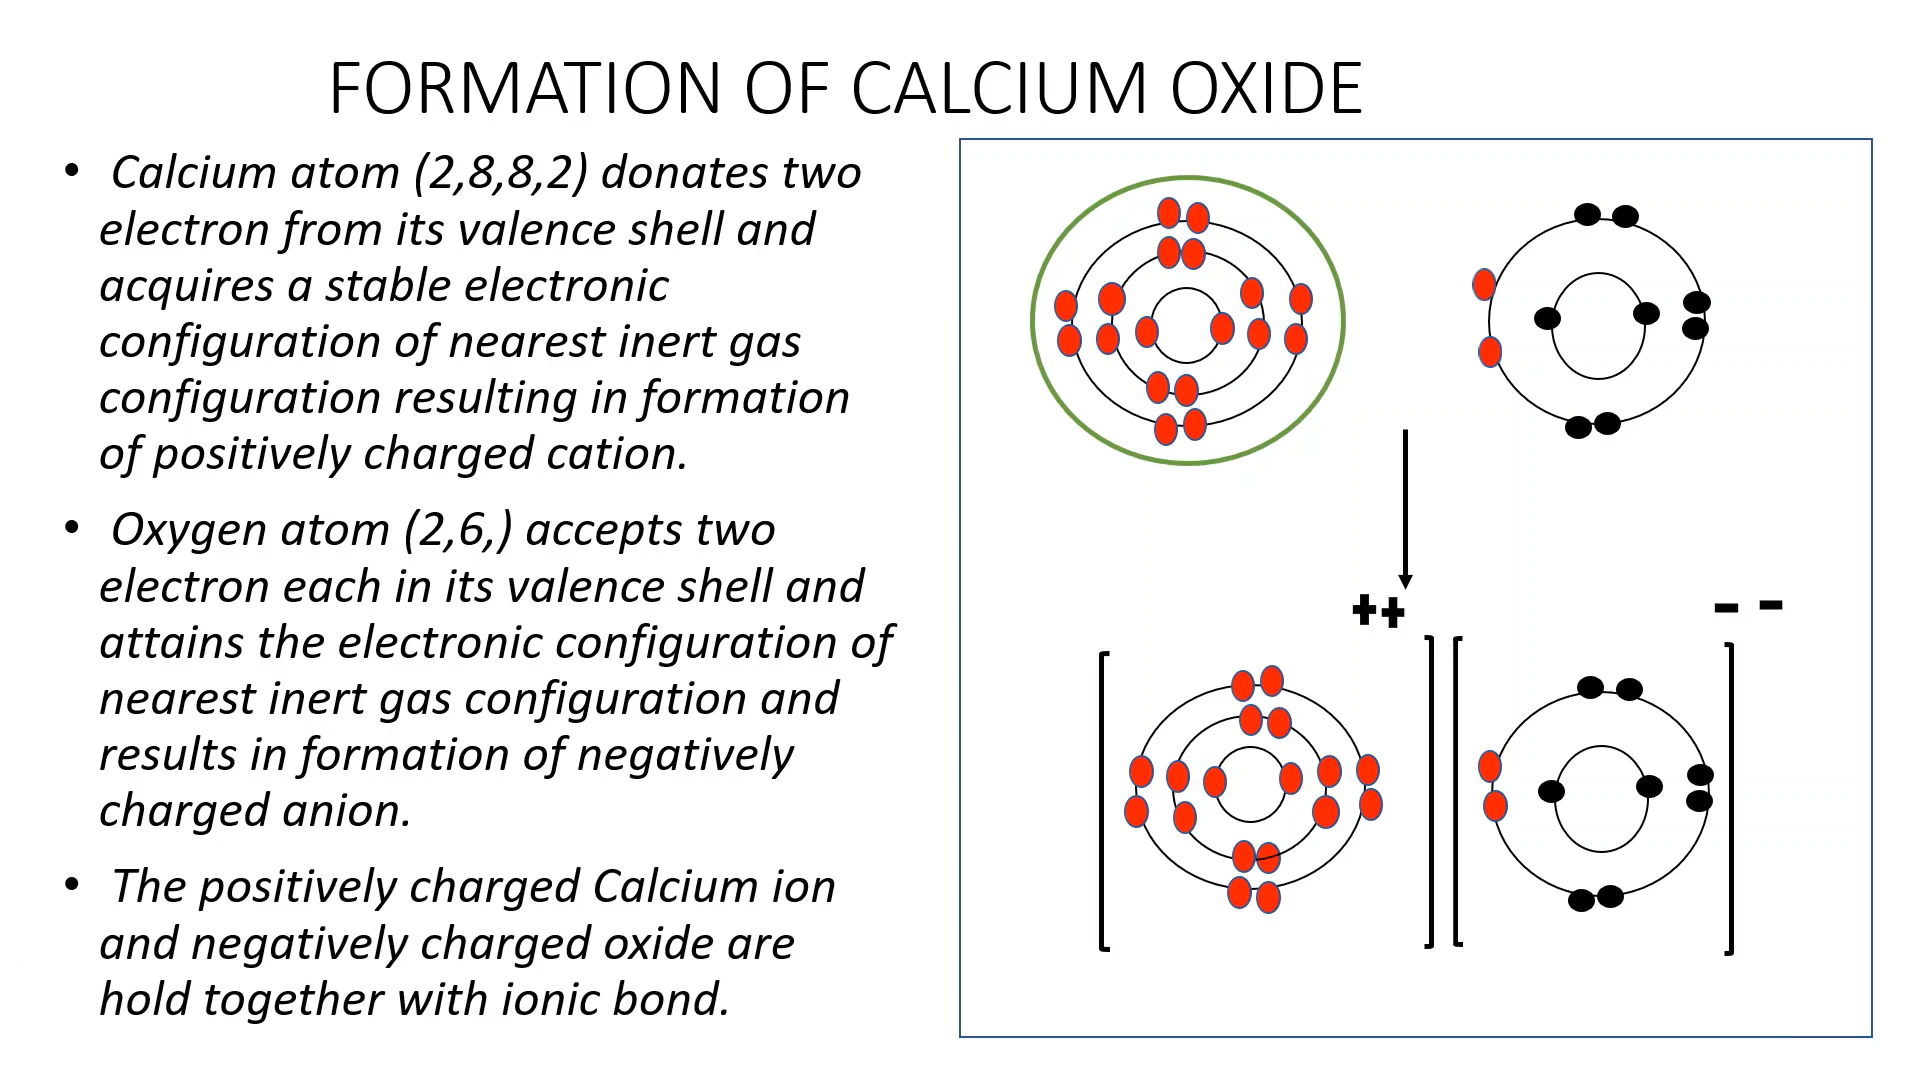 FORMATION OF CALCIUM OXIDE
• Calcium atom (2,8,8,2) donates two
electron from its valence shell and
acquires a stable electronic
configuration of nearest inert gas
configuration resulting in formation
of positively charged cation.
• Oxygen atom (2,6,) accepts two
electron each in its valence shell and
attains the electronic configuration of
nearest inert gas configuration and
results in formation of negatively
charged anion.
• The positively charged Calcium ion
and negatively charged oxide are
hold together with ionic bond.
++
– –